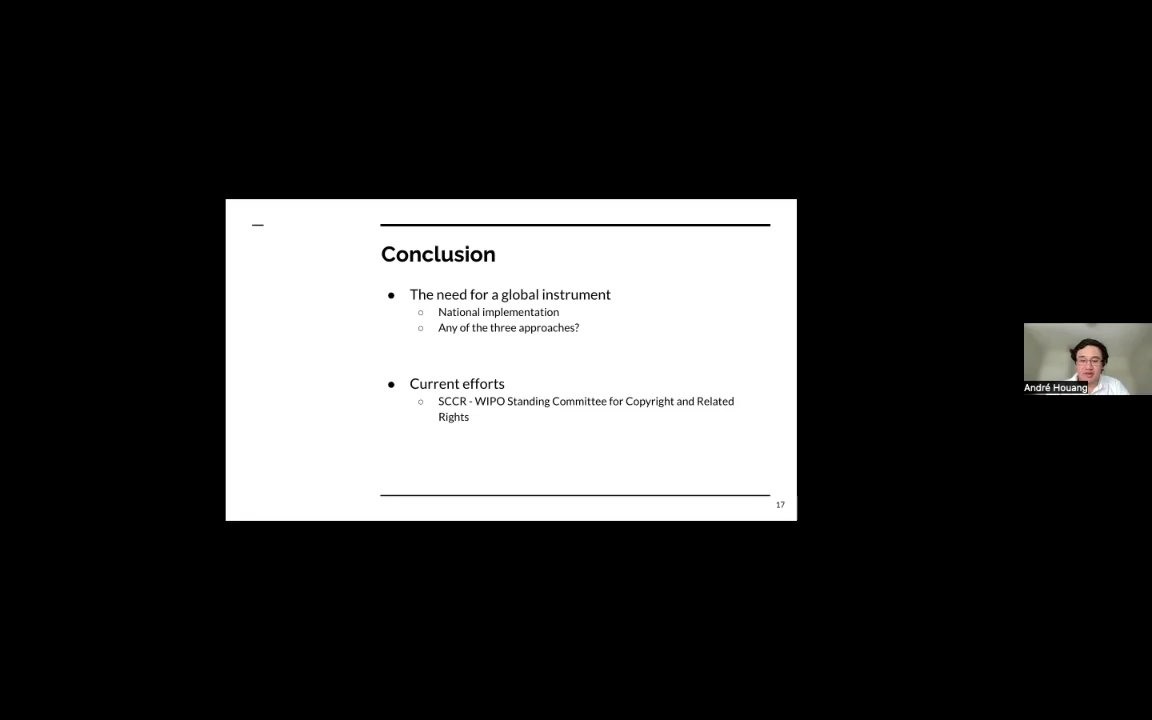 Conclusion
● The need for a global instrument
○ National implementation
○ Any of the three approaches?
● Current efforts
○ SCCR - WIPO Standing Committee for Copyright and Related
Rights
17
André Houang